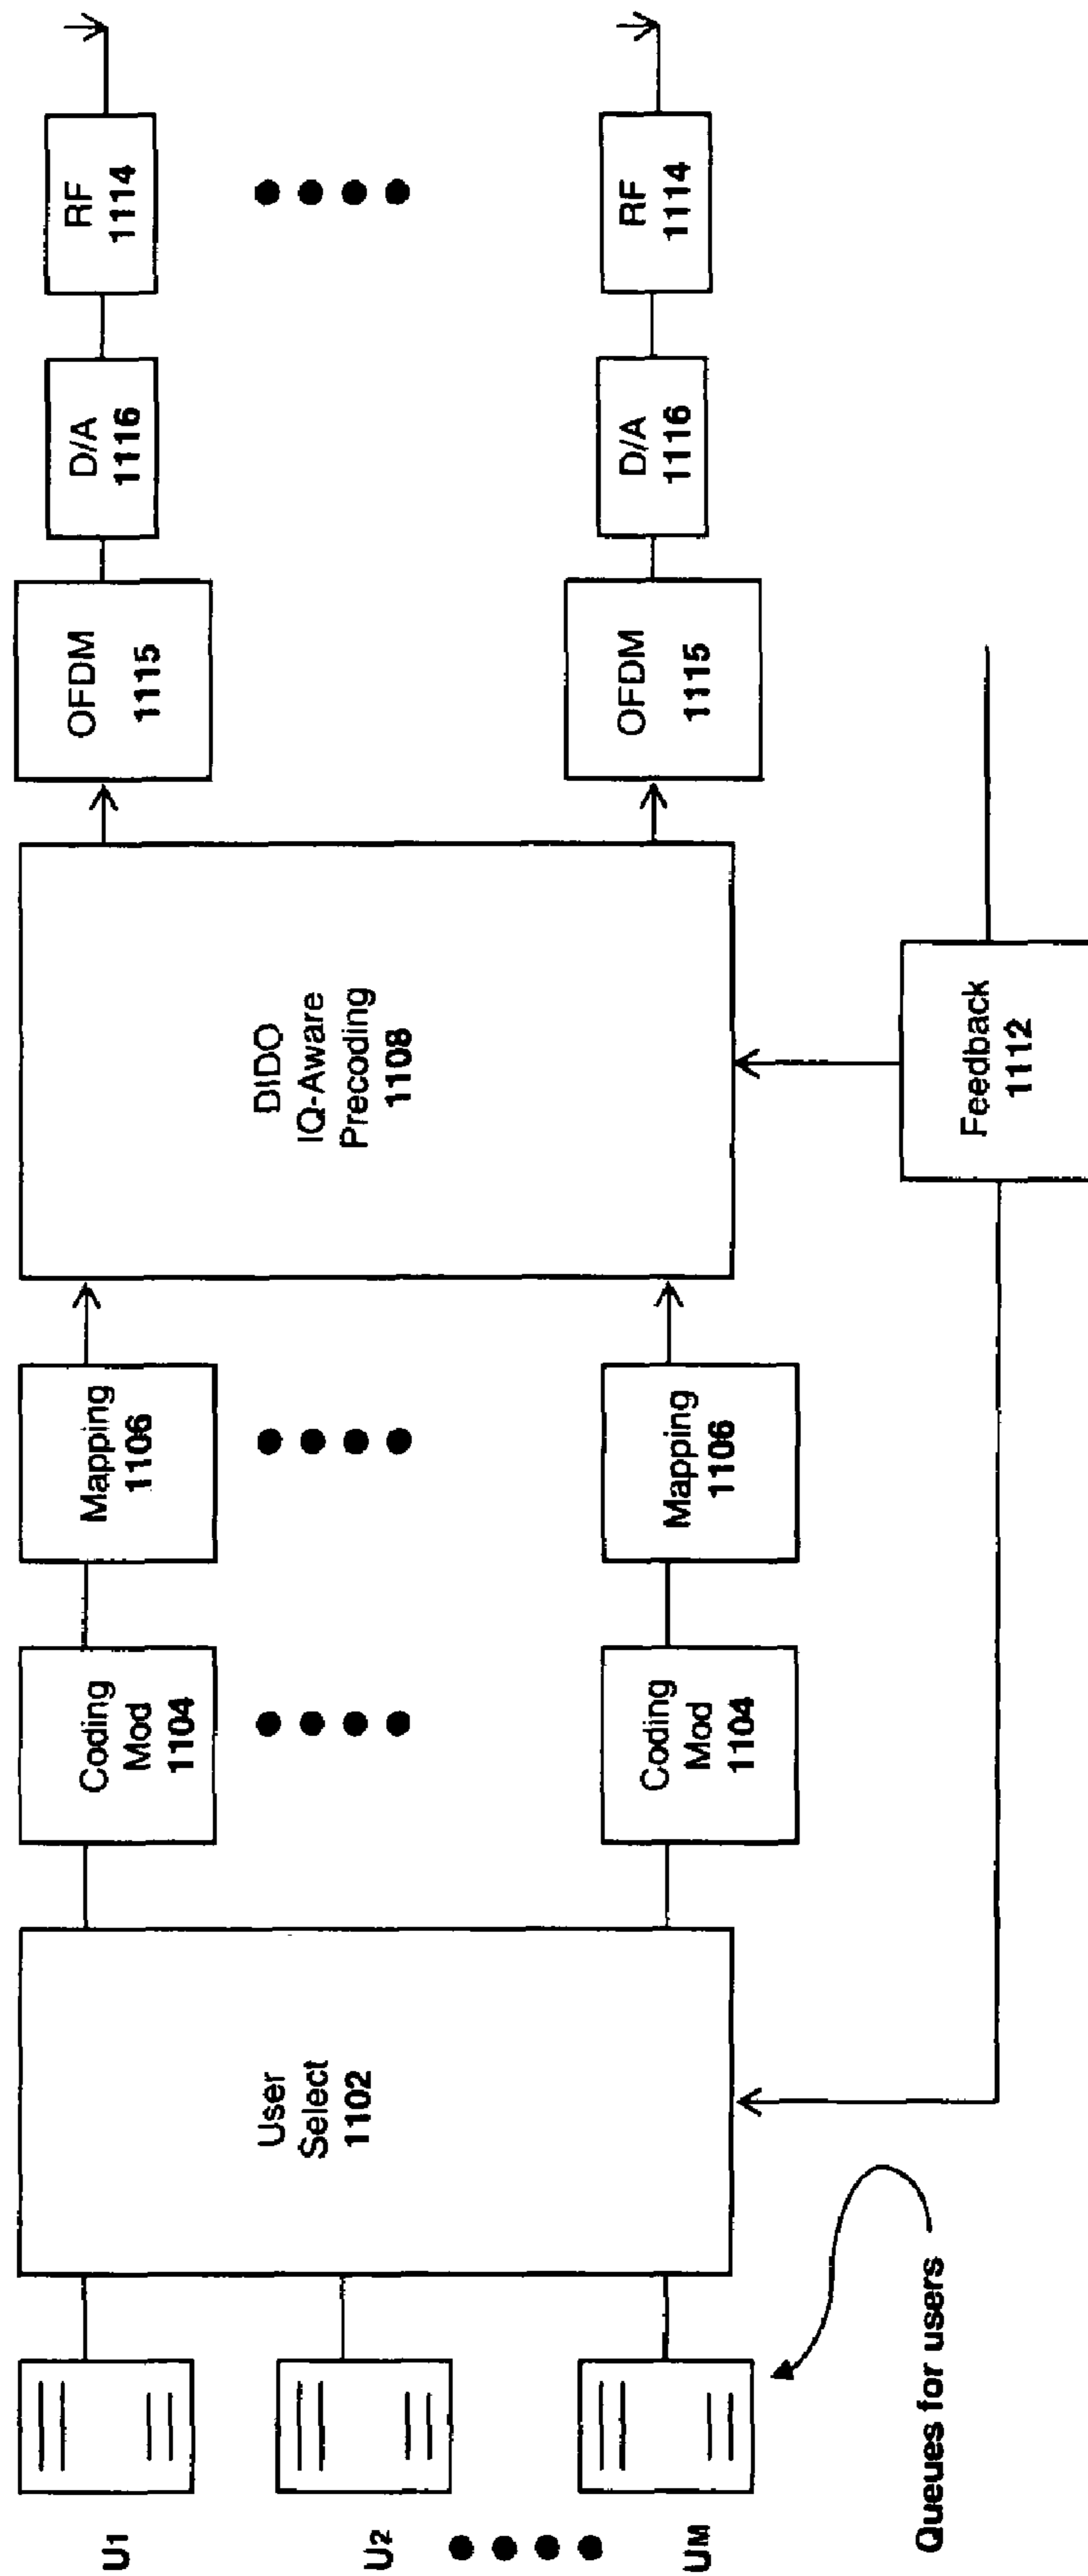 U1
U2
UM
Queues for users
User
Select
1102
Coding
Mod
1104
Coding
Mod
1104
Mapping
1106
Mapping
1106
DIDO
IQ-Aware
Precoding
1108
Feedback
1112
OFDM
1115
OFDM
1115
D/A
1116
D/A
1116
RF
1114
RF
1114